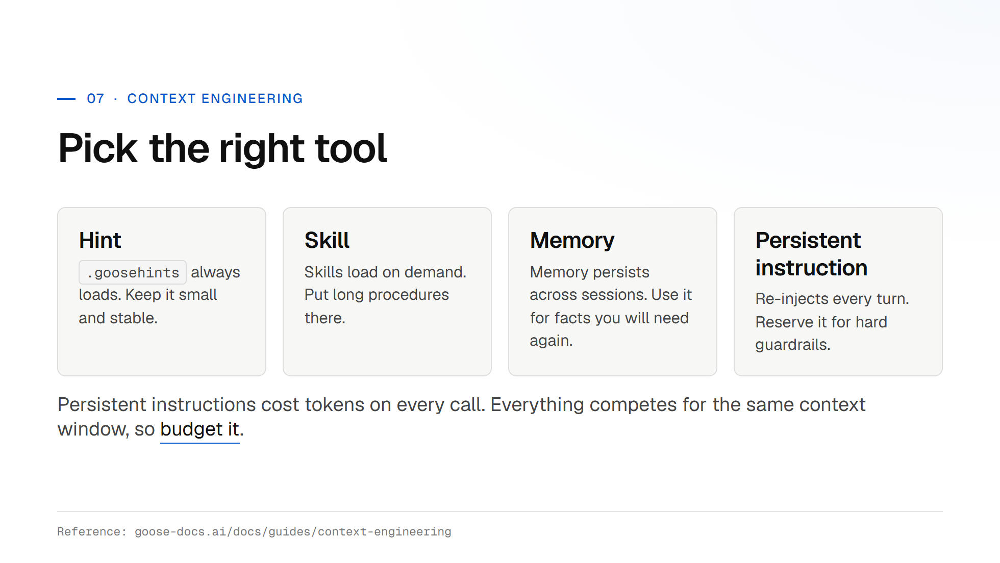 07 · CONTEXT ENGINEERING
Pick the right tool
Hint
.goosehints always
loads. Keep it small
and stable.
Skill
Skills load on demand.
Put long procedures
there.
Memory
Memory persists
across sessions. Use it
for facts you will need
again.
Persistent
instruction
Re-injects every turn.
Reserve it for hard
guardrails.
Persistent instructions cost tokens on every call. Everything competes for the same context
window, so budget it.
Reference: goose-docs.ai/docs/guides/context-engineering